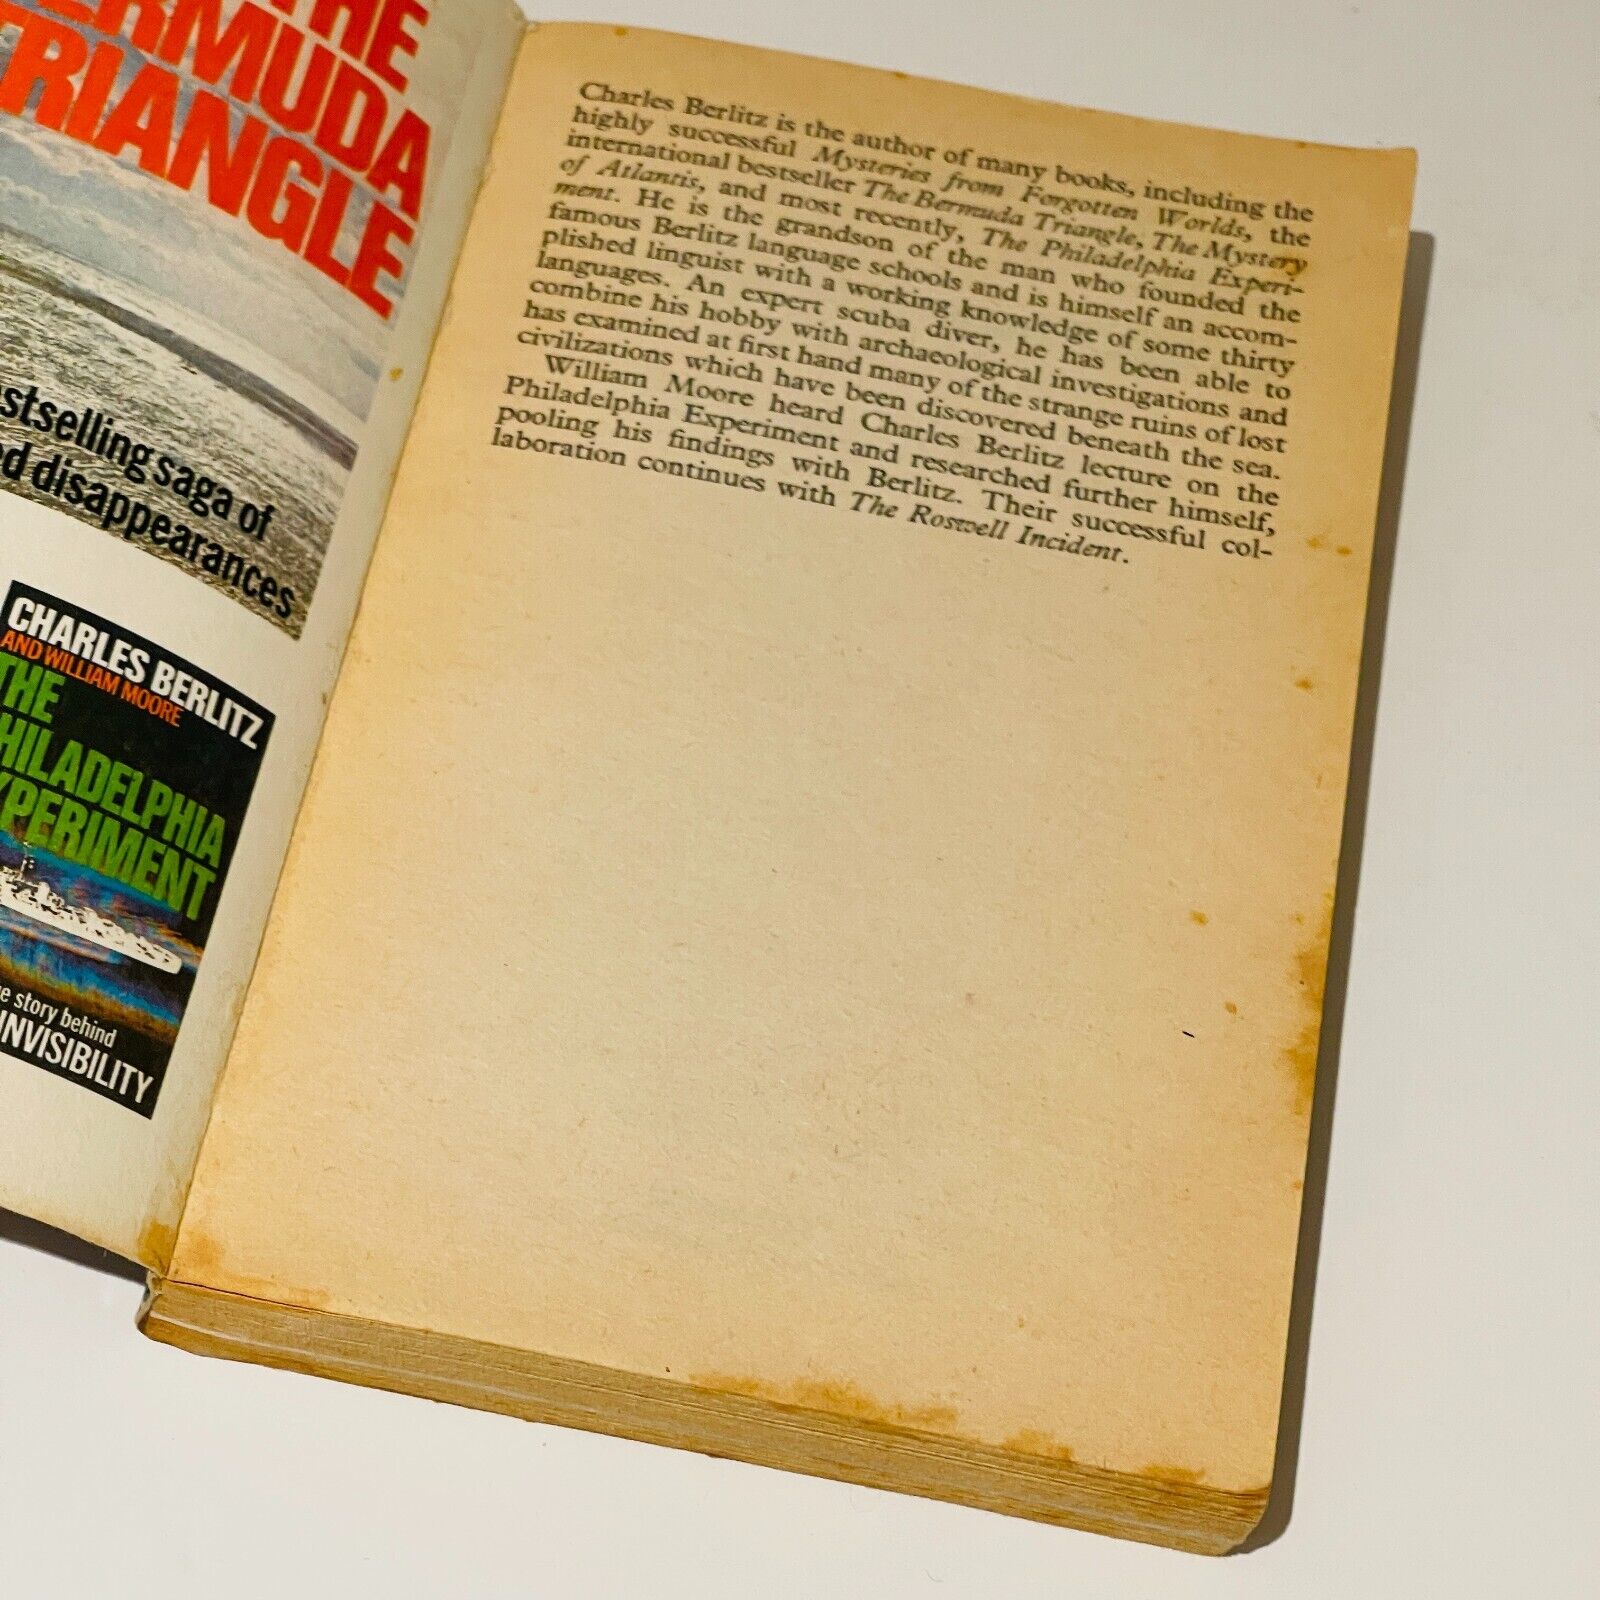 THE
ERMUDA
TRIANGLE
stselling saga of
d disappearances
CHARLES BERLITZ
AND WILLIAM MOORE
THE
HILADELPHIA
XPERIMENT
e story behind
INVISIBILITY
Charles Berlitz is the author of many books, including the
highly successful Mysteries from Forgotten Worlds, the
international bestseller The Bermuda Triangle, The Mystery
of Atlantis, and most recently, The Philadelphia Experi-
ment. He is the grandson of the man who founded the
famous Berlitz language schools and is himself an accom-
plished linguist with a working knowledge of some thirty
languages. An expert scuba diver, he has been able to
combine his hobby with archaeological investigations and
has examined at first hand many of the strange ruins of lost
civilizations which have been discovered beneath the sea.
William Moore heard Charles Berlitz lecture on the
Philadelphia Experiment and researched further himself,
pooling his findings with Berlitz. Their successful col-
laboration continues with The Roswell Incident.